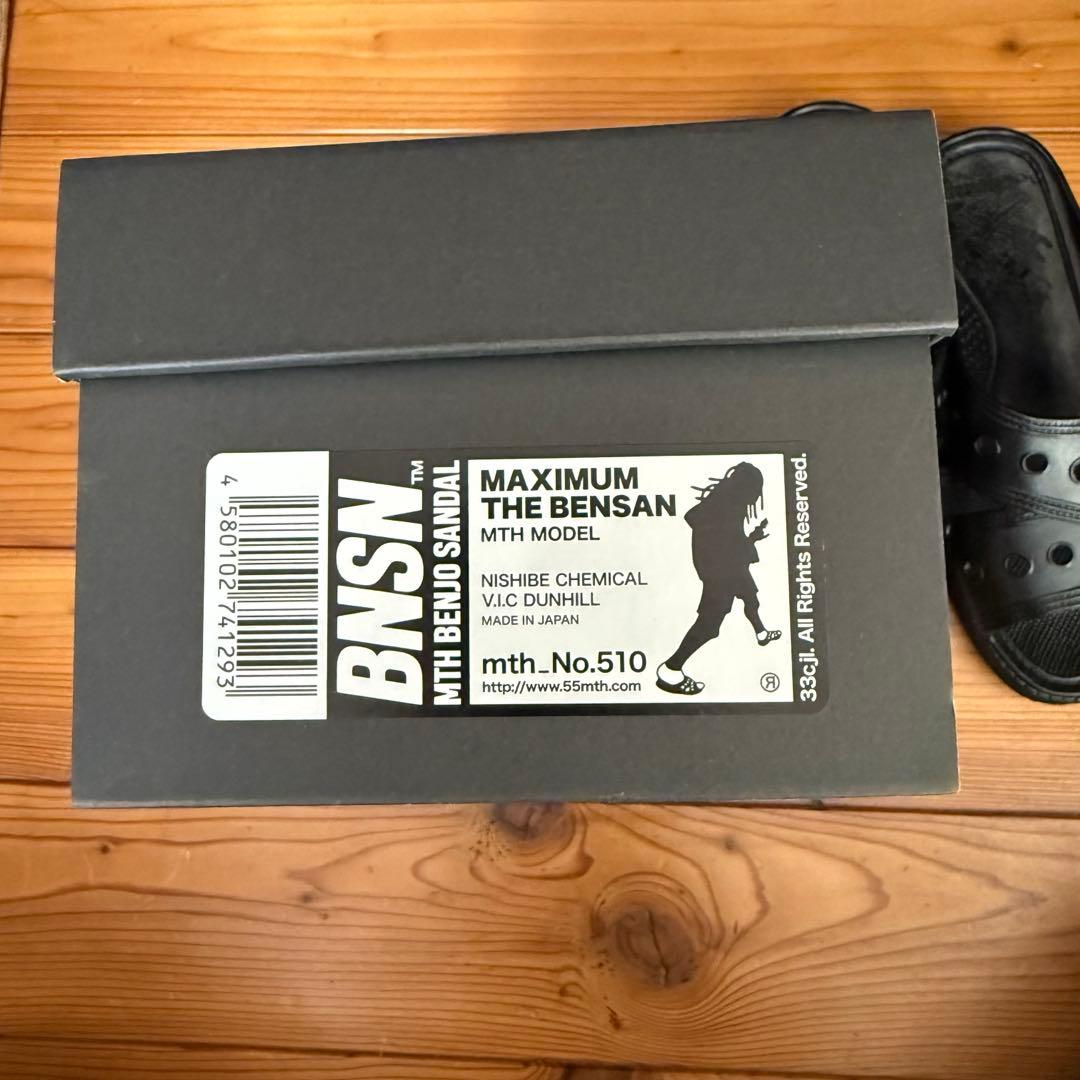 4 580102 741293
BNSN™
MTH BENJO SANDAL
MAXIMUM
THE BENSAN
MTH MODEL
NISHIBE CHEMICAL
V.I.C DUNHILL
MADE IN JAPAN
mth_No.510
http://www.55mth.com
®
33cjl. All Rights Reserved.